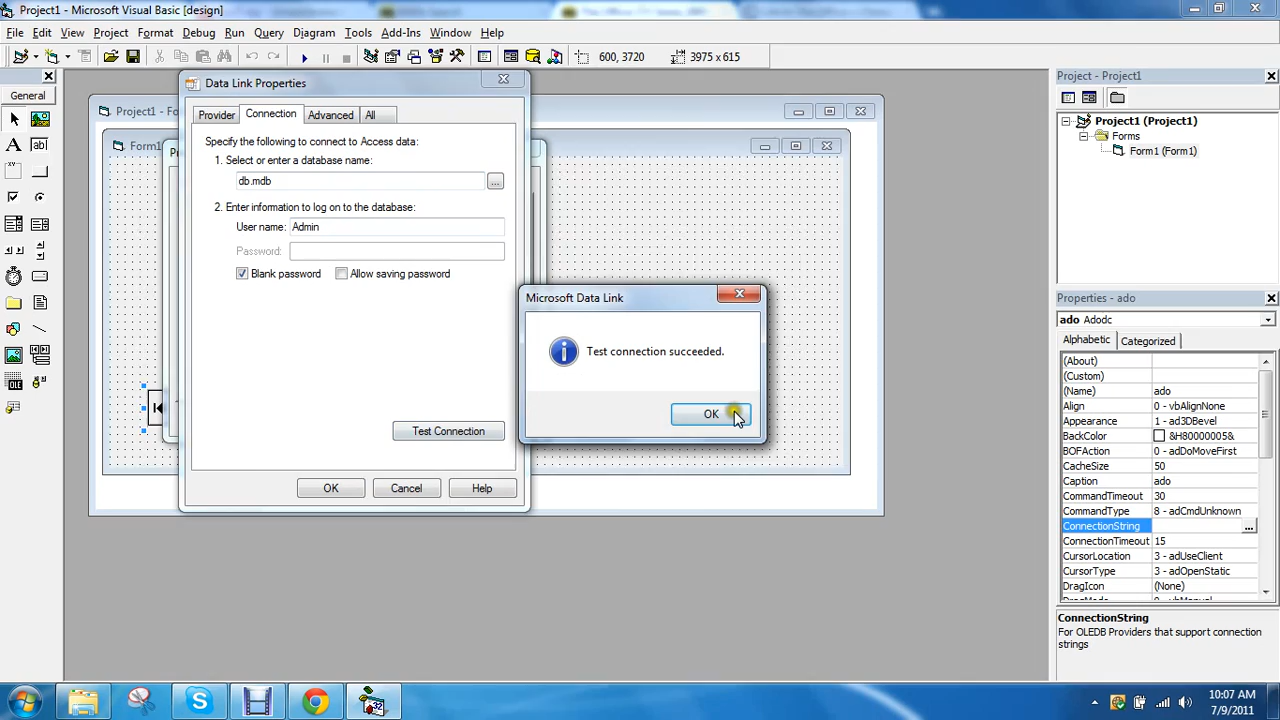 Project1 - Microsoft Visual Basic [design]
File Edit View Project Format Debug Run Query Diagram Tools Add-Ins Window Help
600, 3720 3975 x 615
General
Data Link Properties
Provider Connection Advanced All
Specify the following to connect to Access data:
1. Select or enter a database name:
db.mdb
...
2. Enter information to log on to the database:
User name: Admin
Password:
Blank password Allow saving password
Test Connection
OK Cancel Help
Project1 - Fo
Form1
Microsoft Data Link
Test connection succeeded.
OK
Project - Project1
Project1 (Project1)
Forms
Form1 (Form1)
Properties - ado
ado Adodc
Alphabetic Categorized
(About)
(Custom)
(Name) ado
Align 0 - vbAlignNone
Appearance 1 - ad3DBevel
BackColor &H80000005&
BOFAction 0 - adDoMoveFirst
CacheSize 50
Caption ado
CommandTimeout 30
CommandType 8 - adCmdUnknown
ConnectionString ...
ConnectionTimeout 15
CursorLocation 3 - adUseClient
CursorType 3 - adOpenStatic
DragIcon (None)
DragMode 0 - vbManual
ConnectionString
For OLEDB Providers that support connection
strings
10:07 AM
7/9/2011